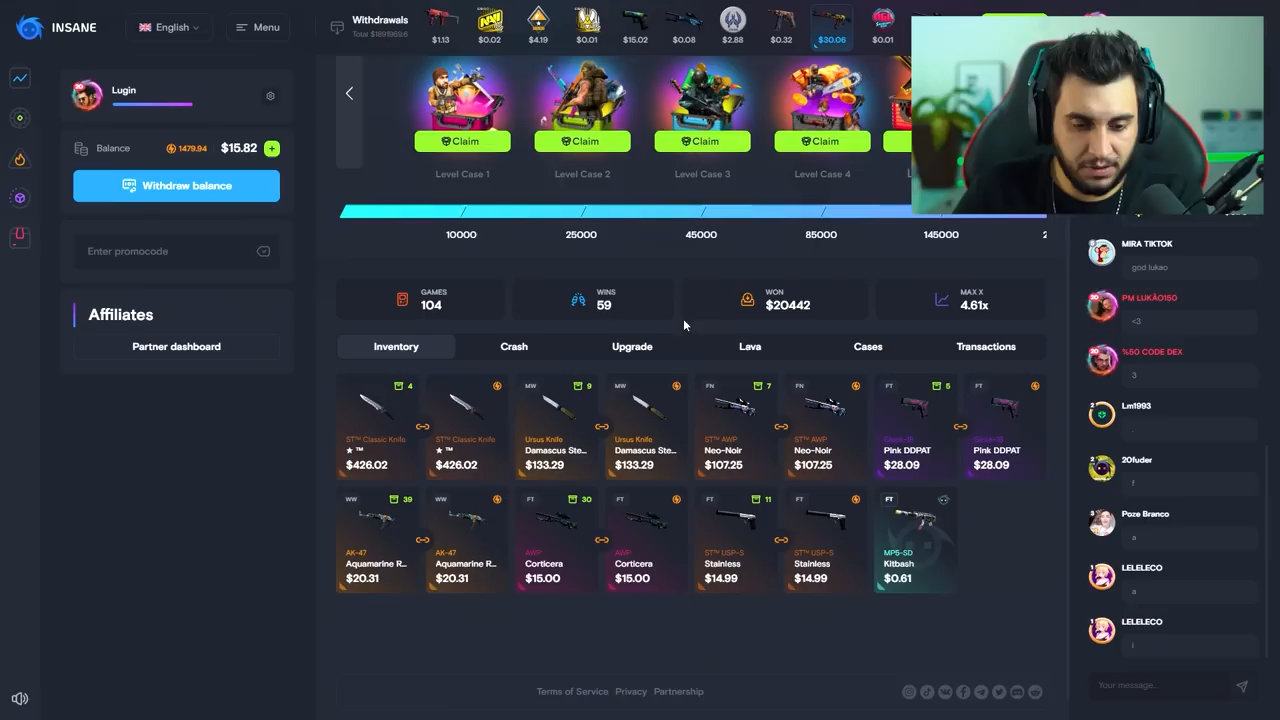 INSANE
English
Menu
Withdrawals
Total $1891969.6
$1.13
$0.02
$4.19
$0.01
$15.02
$0.08
$2.88
$0.32
$30.06
$0.01
Lugin
Balance
1479.94
$15.82
Withdraw balance
Enter promocode
Affiliates
Partner dashboard
Claim
Claim
Claim
Claim
Level Case 1
Level Case 2
Level Case 3
Level Case 4
10000
25000
45000
85000
145000
GAMES
104
WINS
59
WON
$20442
MAX X
4.61x
Inventory
Crash
Upgrade
Lava
Cases
Transactions
4
MW
9
MW
FN
7
FN
FT
5
FT
ST™ Classic Knife
★ ™
$426.02
ST™ Classic Knife
★ ™
$426.02
Ursus Knife
Damascus Ste...
$133.29
Ursus Knife
Damascus Ste...
$133.29
ST™ AWP
Neo-Noir
$107.25
ST™ AWP
Neo-Noir
$107.25
Glock-18
Pink DDPAT
$28.09
Glock-18
Pink DDPAT
$28.09
WW
39
WW
FT
30
FT
FT
11
FT
FT
AK-47
Aquamarine R...
$20.31
AK-47
Aquamarine R...
$20.31
AWP
Corticera
$15.00
AWP
Corticera
$15.00
ST™ USP-S
Stainless
$14.99
ST™ USP-S
Stainless
$14.99
MP5-SD
Kitbash
$0.61
Terms of Service
Privacy
Partnership
MIRA TIKTOK
god lukao
PM LUKÃO150
<3
%50 CODE DEX
3
Lm1993
.
20fuder
f
Poze Branco
a
LELELECO
a
LELELECO
i
Your message..